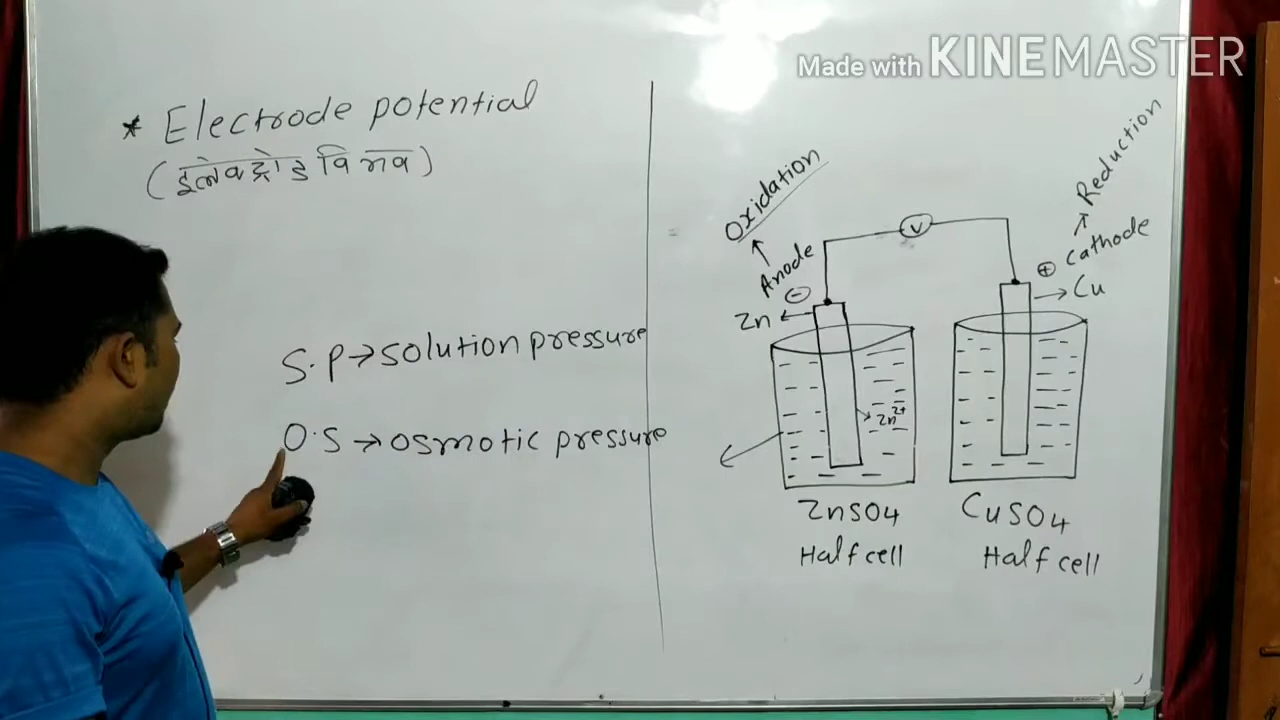 Made with KINEMASTER
* Electrode potential
(इलेक्ट्रोड विभव)
S.P → solution pressure
O.S → osmotic pressure
Oxidation
Anode
⊖
Zn
V
Reduction
Cathode
⊕
Cu
Zn2+
ZnSO4
Half cell
CuSO4
Half cell